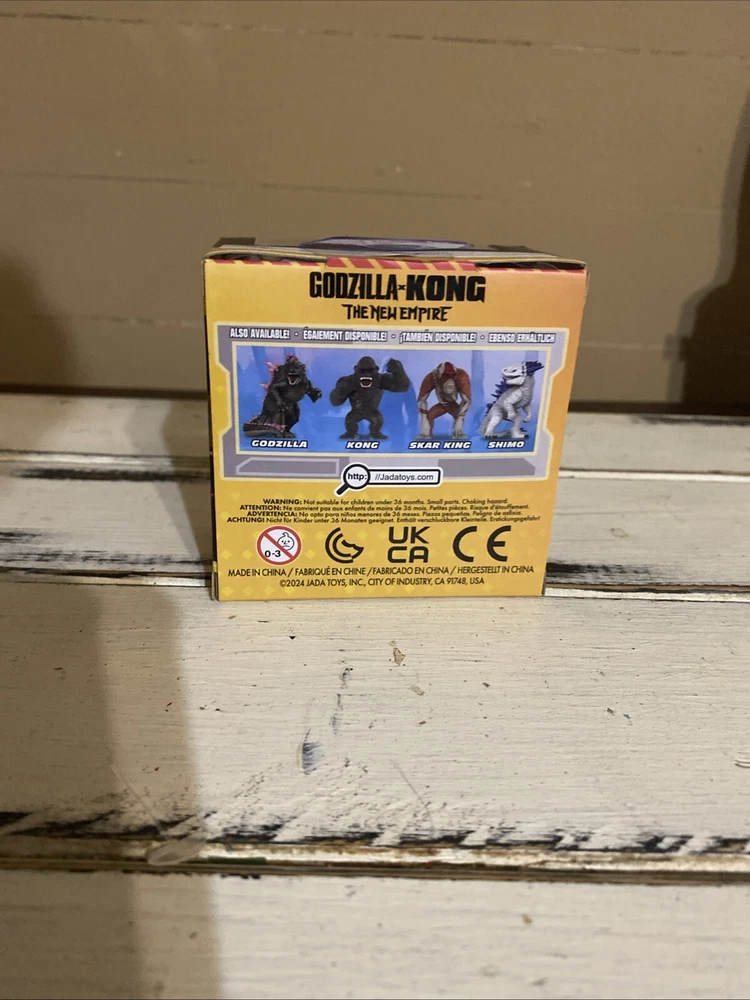 GODZILLA × KONG
THE NEW EMPIRE
ALSO AVAILABLE! • ÉGALEMENT DISPONIBLE! • ¡TAMBIÉN DISPONIBLE! • EBENSO ERHÄLTLICH
GODZILLA KONG SKAR KING SHIMO
http: //Jadatoys.com
WARNING: Not suitable for children under 36 months. Small parts. Choking hazard.
ATTENTION: Ne convient pas aux enfants de moins de 36 mois. Petites pièces. Risque d'étouffement.
ADVERTENCIA: No apto para niños menores de 36 meses. Piezas pequeñas. Peligro de asfixia.
ACHTUNG! Nicht für Kinder unter 36 Monaten geeignet. Enthält verschluckbare Kleinteile. Erstickungsgefahr!
0-3 UK CA CE
MADE IN CHINA / FABRIQUÉ EN CHINE / FABRICADO EN CHINA / HERGESTELLT IN CHINA
©2024 JADA TOYS, INC., CITY OF INDUSTRY, CA 91748, USA